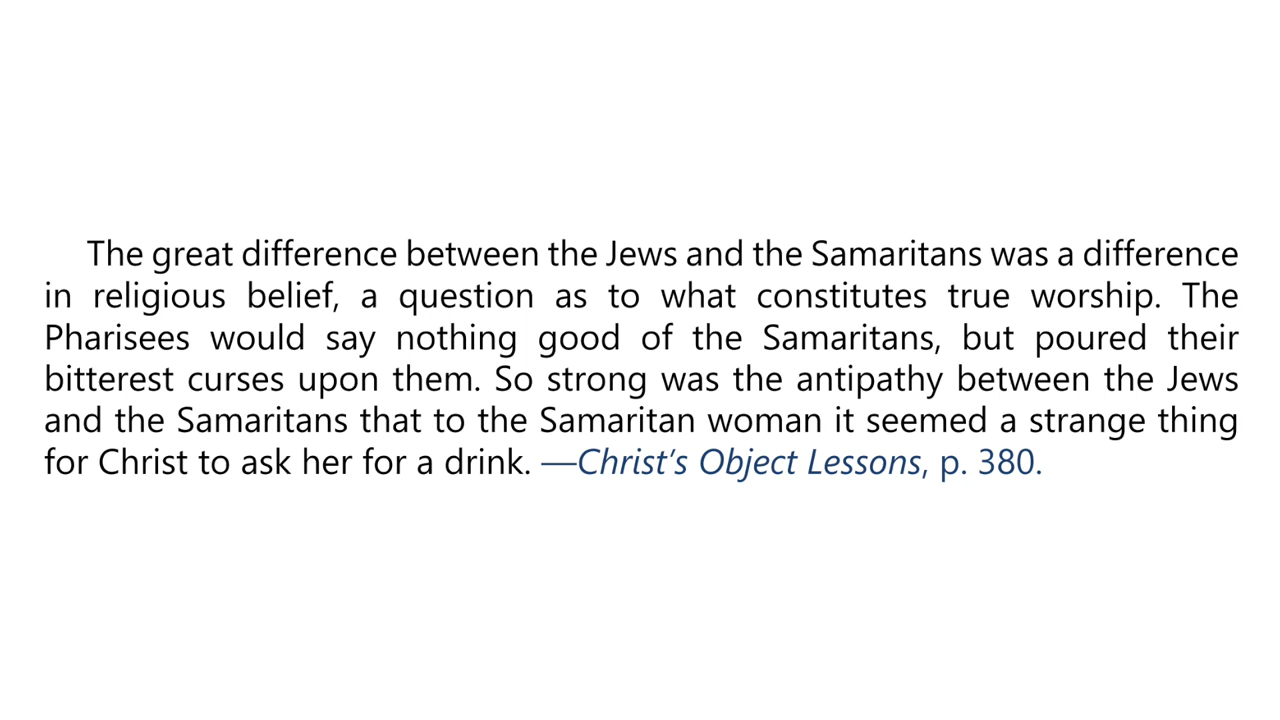 The great difference between the Jews and the Samaritans was a difference
in religious belief, a question as to what constitutes true worship. The
Pharisees would say nothing good of the Samaritans, but poured their
bitterest curses upon them. So strong was the antipathy between the Jews
and the Samaritans that to the Samaritan woman it seemed a strange thing
for Christ to ask her for a drink. —Christ’s Object Lessons, p. 380.